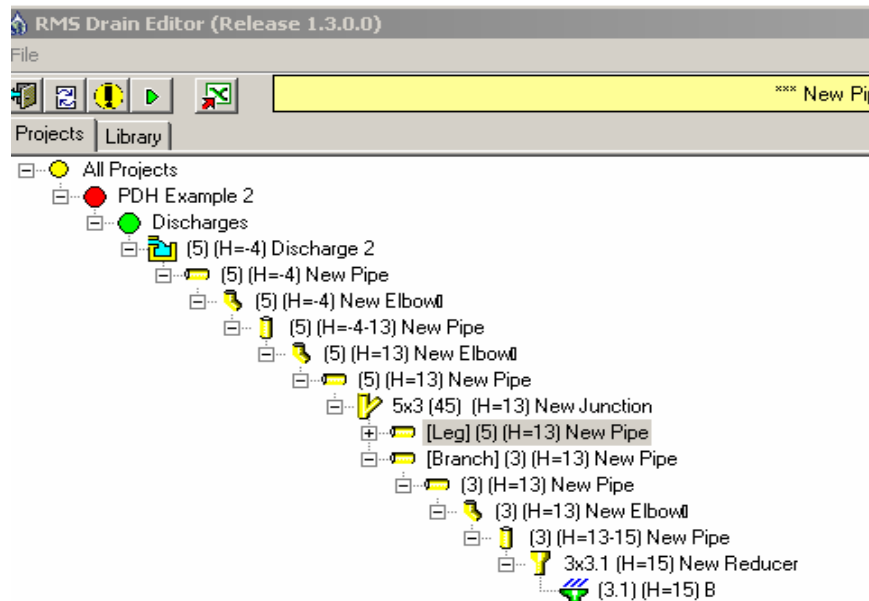 RMS Drain Editor (Release 1.3.0.0)
File
*** New Pip
Projects Library
All Projects
PDH Example 2
Discharges
(5) (H=-4) Discharge 2
(5) (H=-4) New Pipe
(5) (H=-4) New Elbow
(5) (H=-4-13) New Pipe
(5) (H=13) New Elbow
(5) (H=13) New Pipe
5x3 (45) (H=13) New Junction
[Leg] (5) (H=13) New Pipe
[Branch] (3) (H=13) New Pipe
(3) (H=13) New Pipe
(3) (H=13) New Elbow
(3) (H=13-15) New Pipe
3x3.1 (H=15) New Reducer
(3.1) (H=15) B